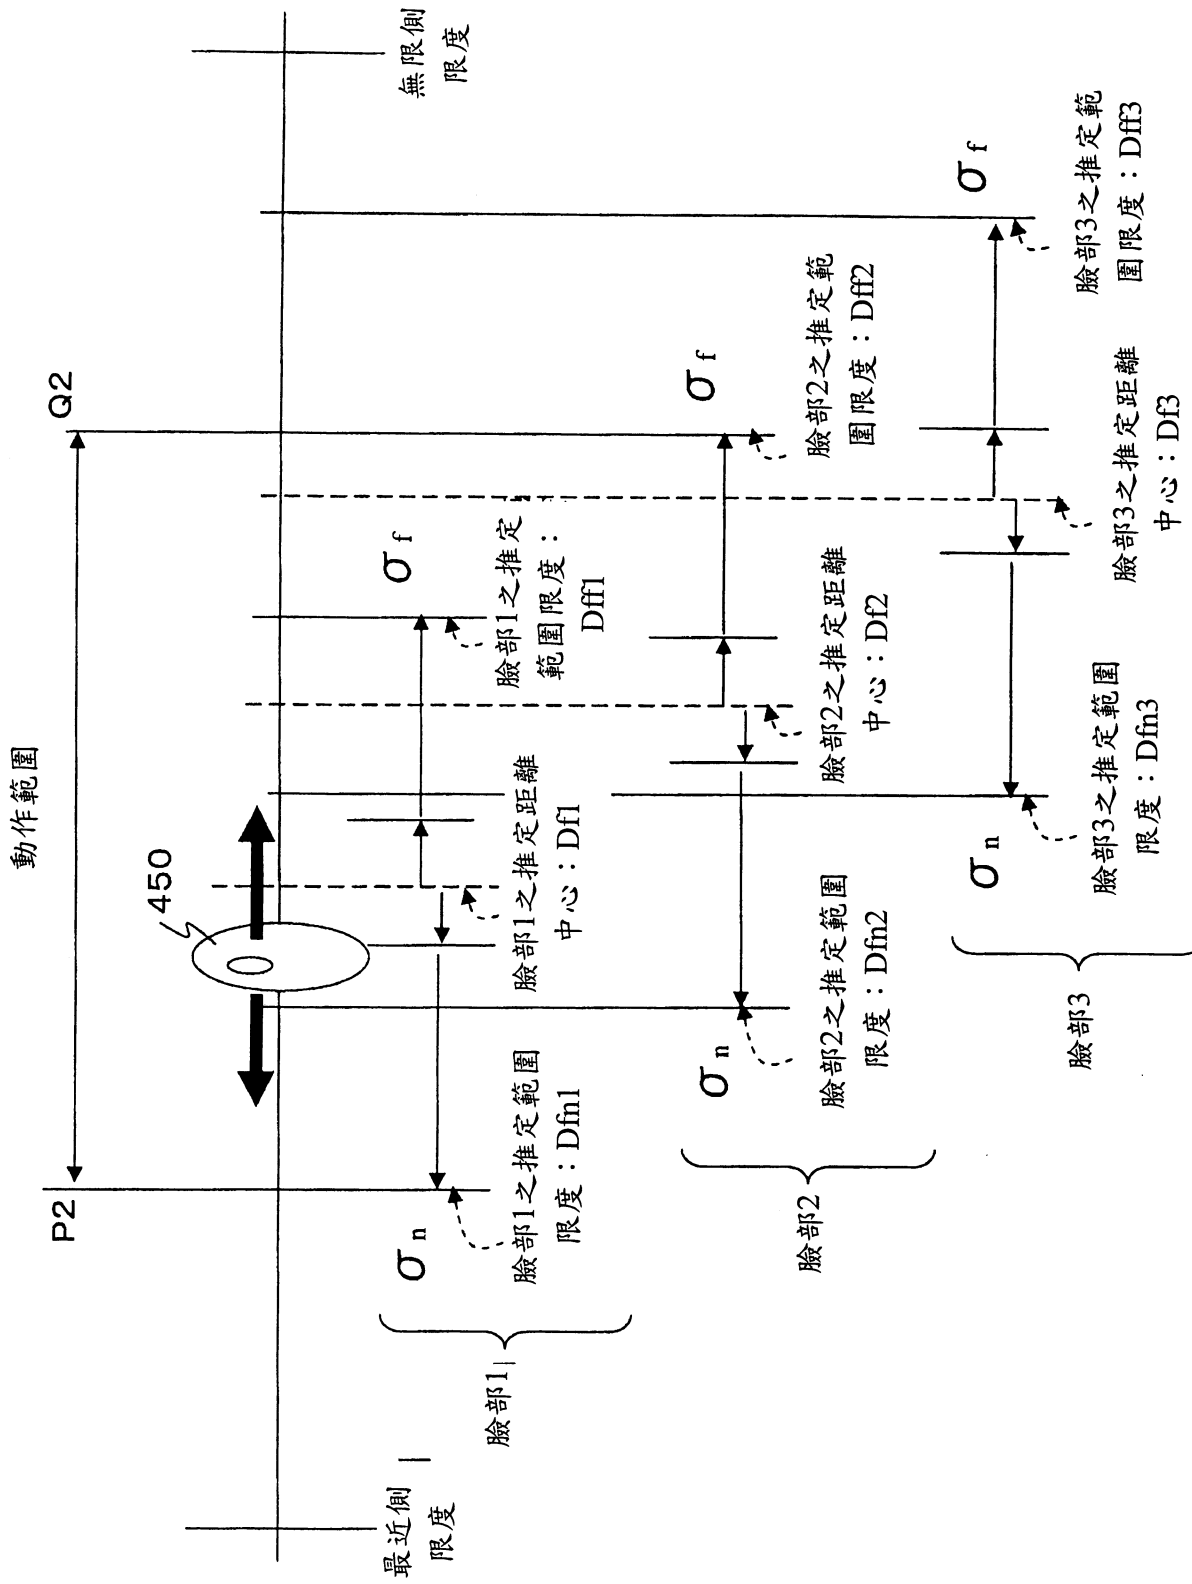 動作範圍
P2
Q2
450
最近側
限度
無限側
限度
臉部1
σn
臉部1之推定範圍
限度：Dfn1
臉部1之推定距離
中心：Df1
σf
臉部1之推定
範圍限度：
Dff1
臉部2
σn
臉部2之推定範圍
限度：Dfn2
臉部2之推定距離
中心：Df2
σf
臉部2之推定範
圍限度：Dff2
臉部3
σn
臉部3之推定範圍
限度：Dfn3
臉部3之推定距離
中心：Df3
σf
臉部3之推定範
圍限度：Dff3